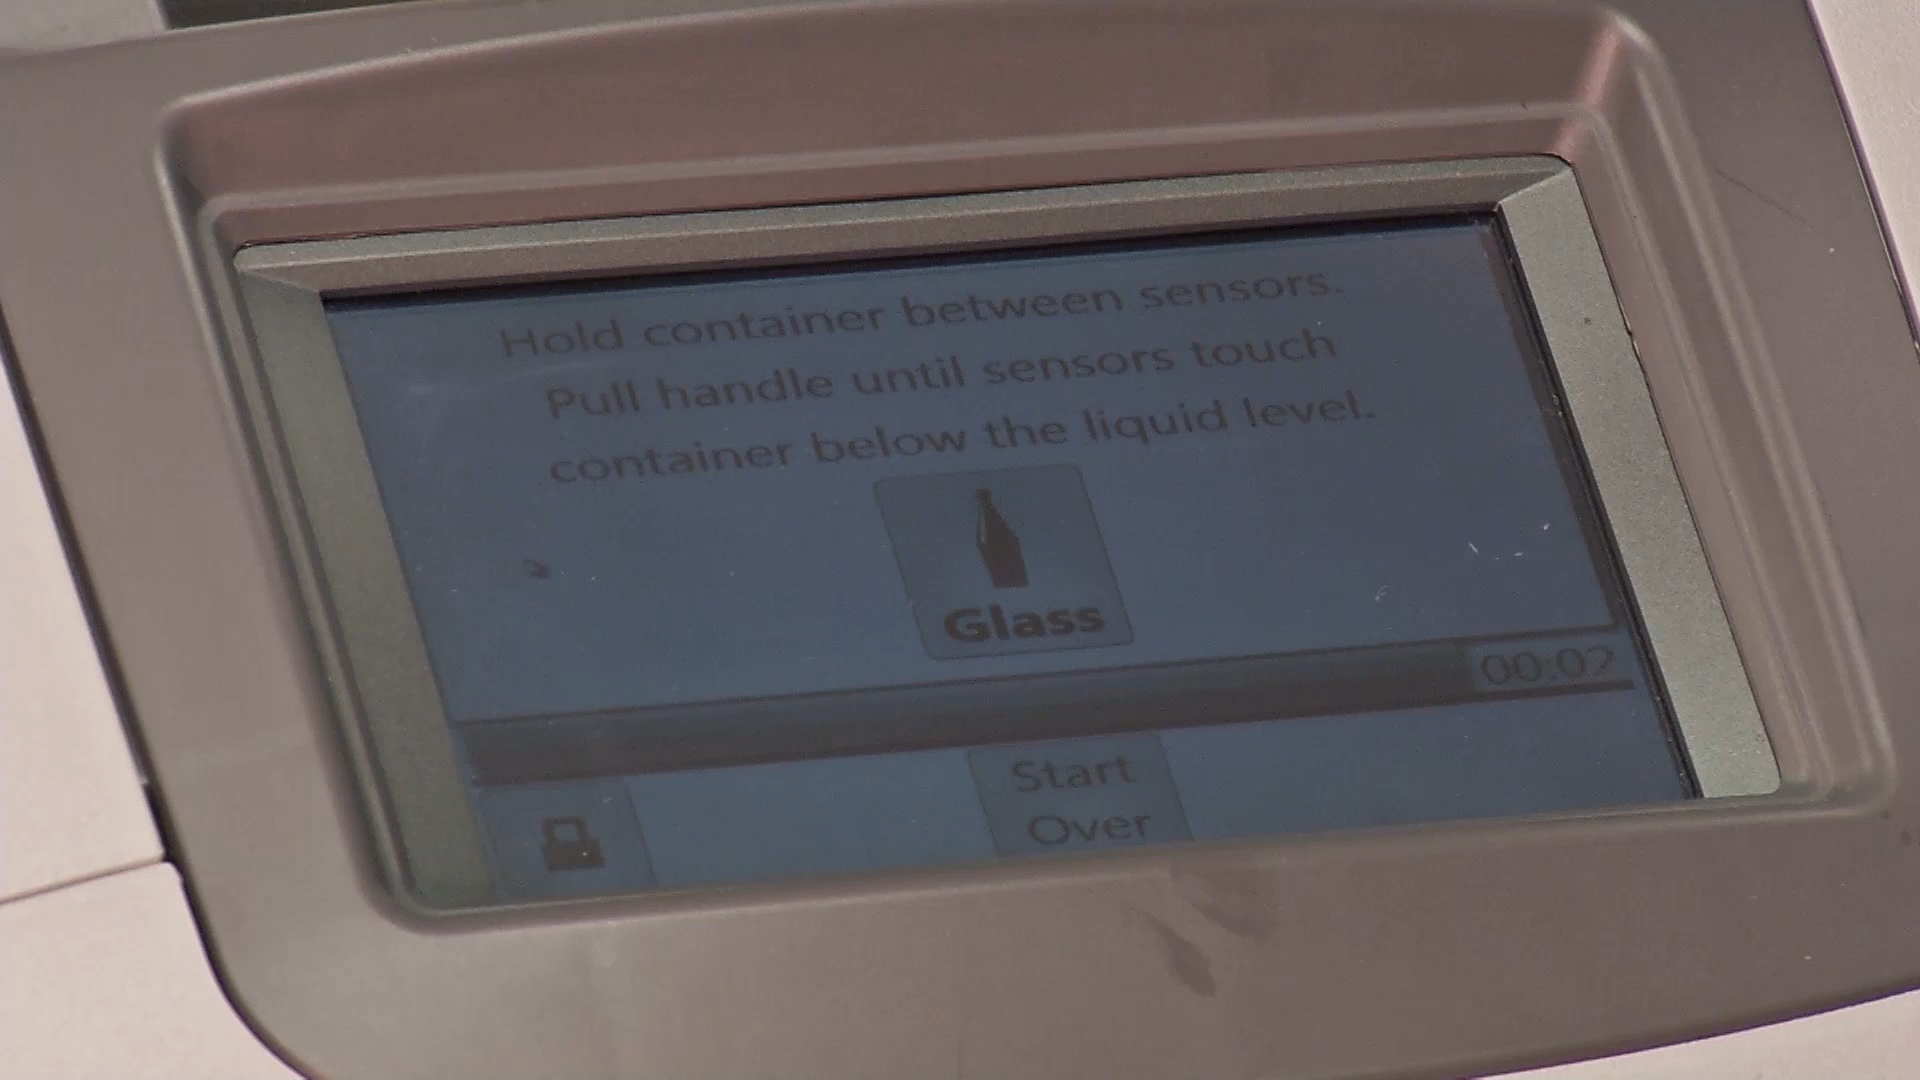 Hold container between sensors.
Pull handle until sensors touch
container below the liquid level.
Glass
00:02
Start
Over